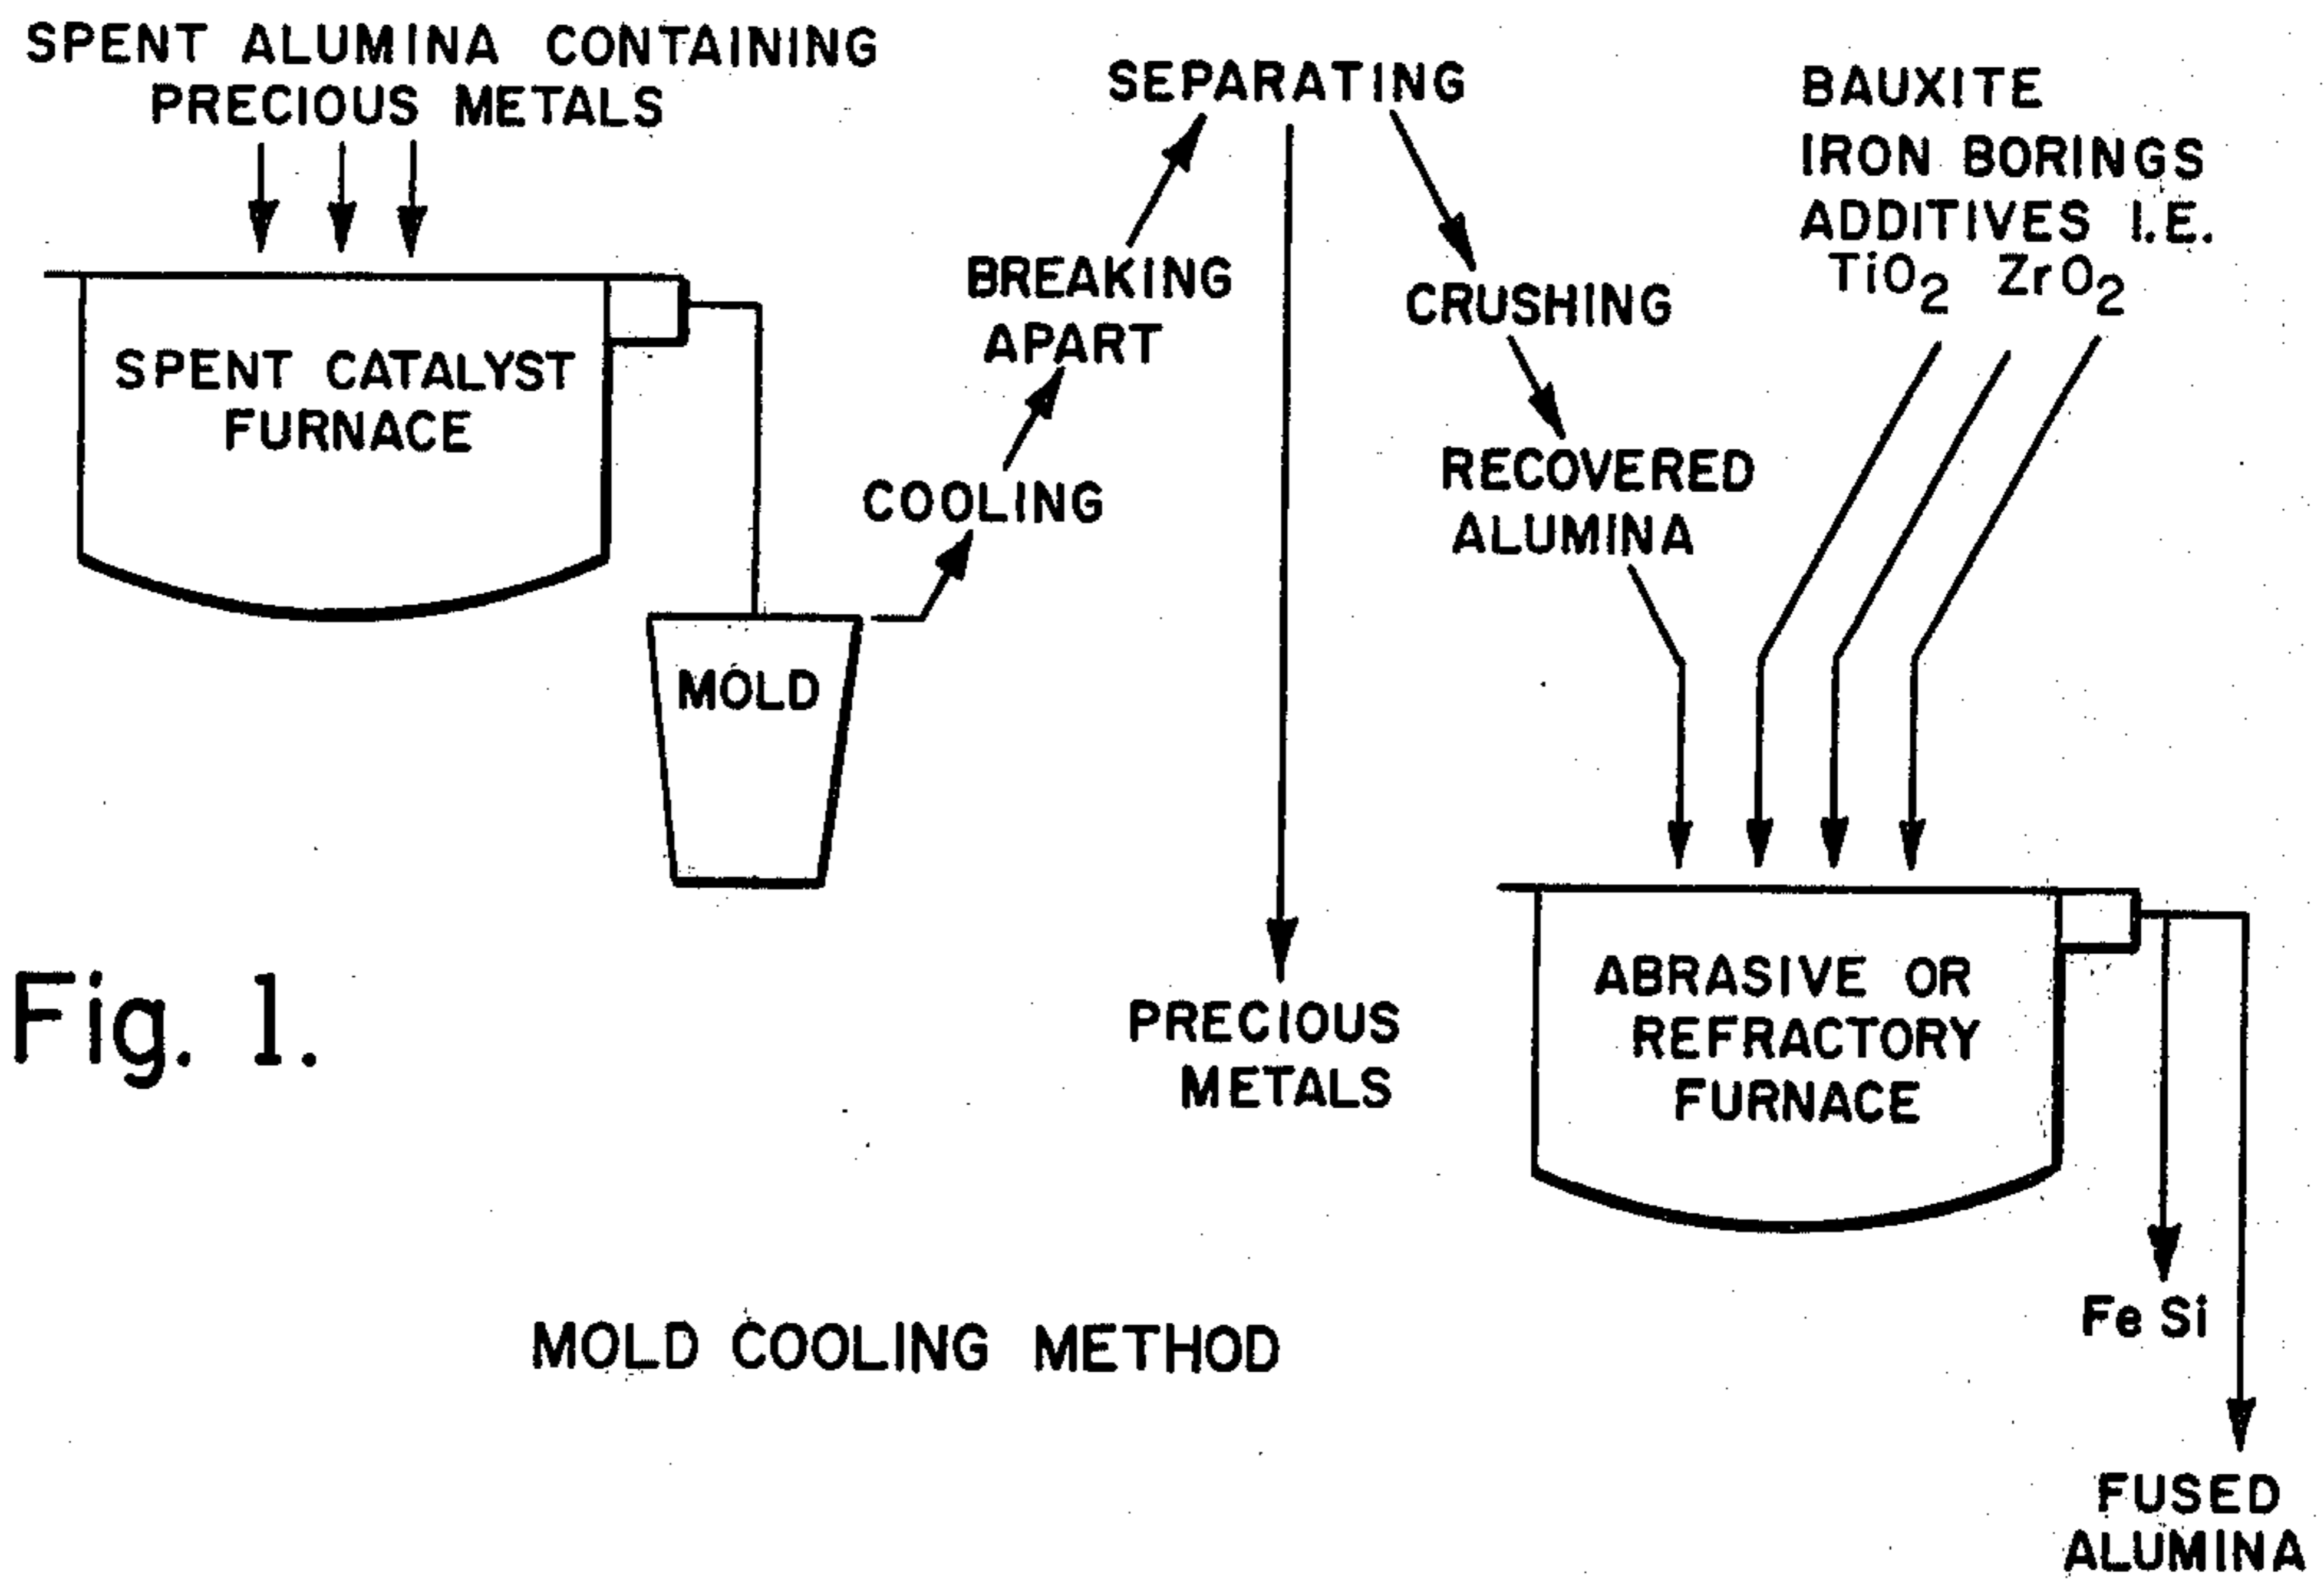 SPENT ALUMINA CONTAINING
PRECIOUS METALS
SPENT CATALYST
FURNACE
MOLD
COOLING
BREAKING
APART
SEPARATING
CRUSHING
RECOVERED
ALUMINA
BAUXITE
IRON BORINGS
ADDITIVES I.E.
TiO2 ZrO2
PRECIOUS
METALS
ABRASIVE OR
REFRACTORY
FURNACE
Fe Si
FUSED
ALUMINA
Fig. 1.
MOLD COOLING METHOD